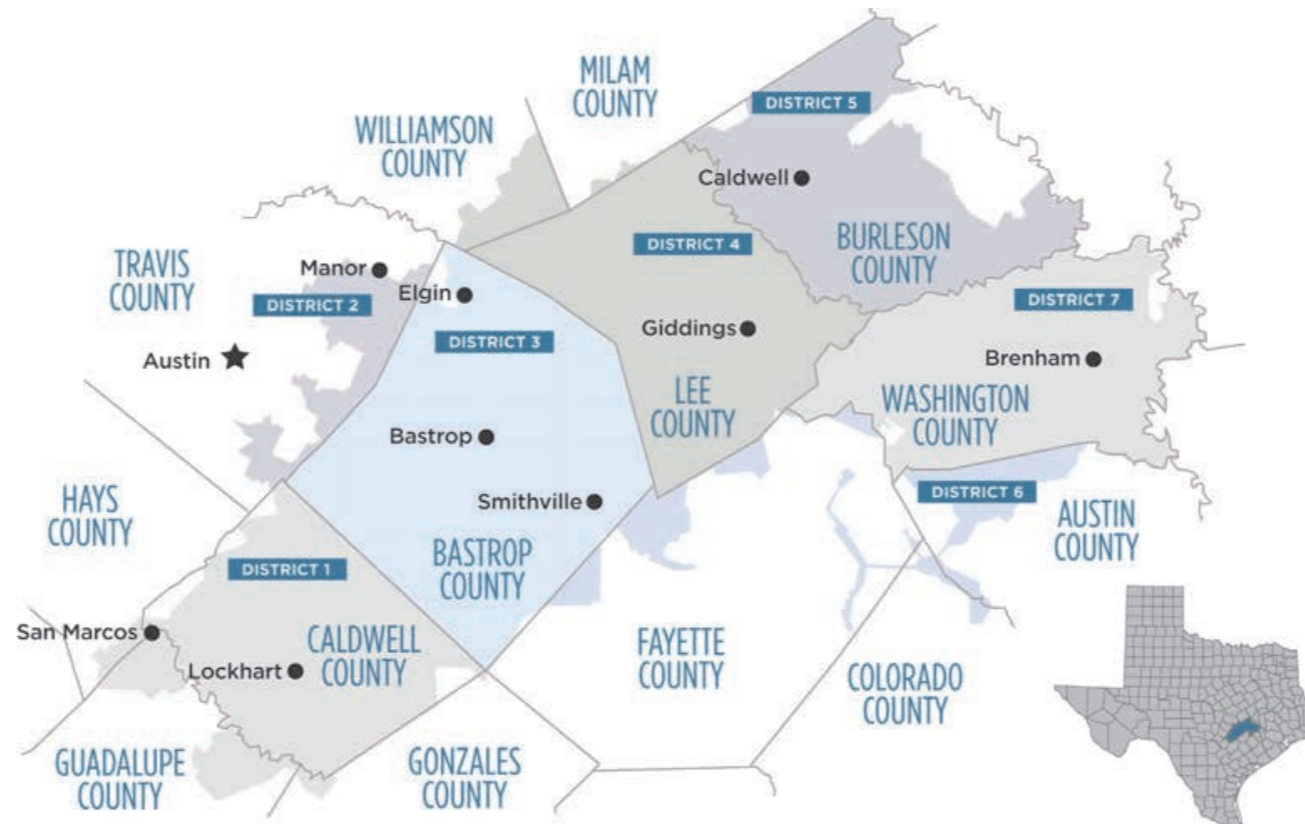 MILAM
COUNTY
DISTRICT 5
WILLIAMSON
COUNTY
Caldwell
BURLESON
COUNTY
DISTRICT 4
TRAVIS
COUNTY
Manor
Elgin
DISTRICT 2
DISTRICT 7
DISTRICT 3
Giddings
Austin
Brenham
LEE
COUNTY
WASHINGTON
COUNTY
Bastrop
HAYS
COUNTY
Smithville
DISTRICT 6
AUSTIN
COUNTY
BASTROP
COUNTY
DISTRICT 1
San Marcos
CALDWELL
COUNTY
Lockhart
FAYETTE
COUNTY
COLORADO
COUNTY
GUADALUPE
COUNTY
GONZALES
COUNTY